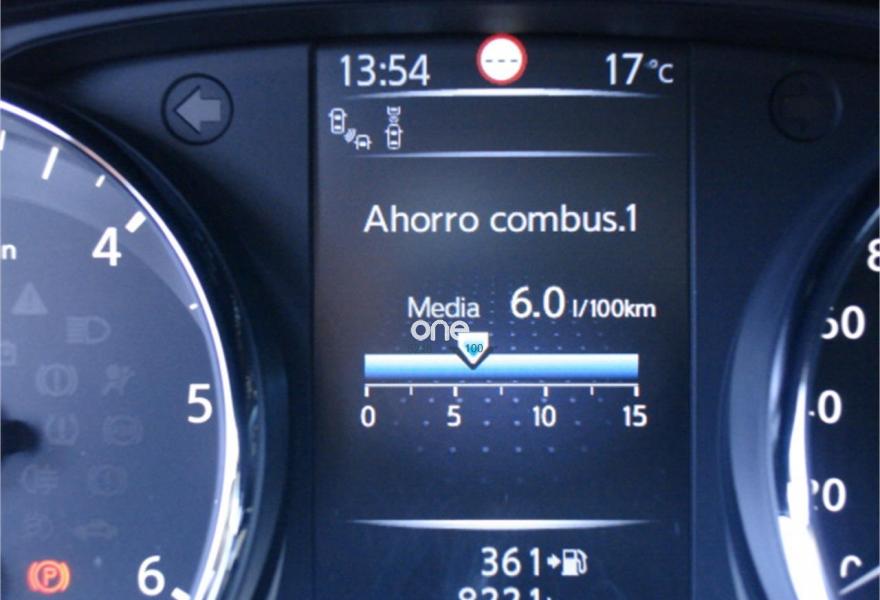 13:54 --- 17°C
Ahorro combus.1
Media 6.0 l/100km
one
100
0 5 10 15
361
4
5
6
P